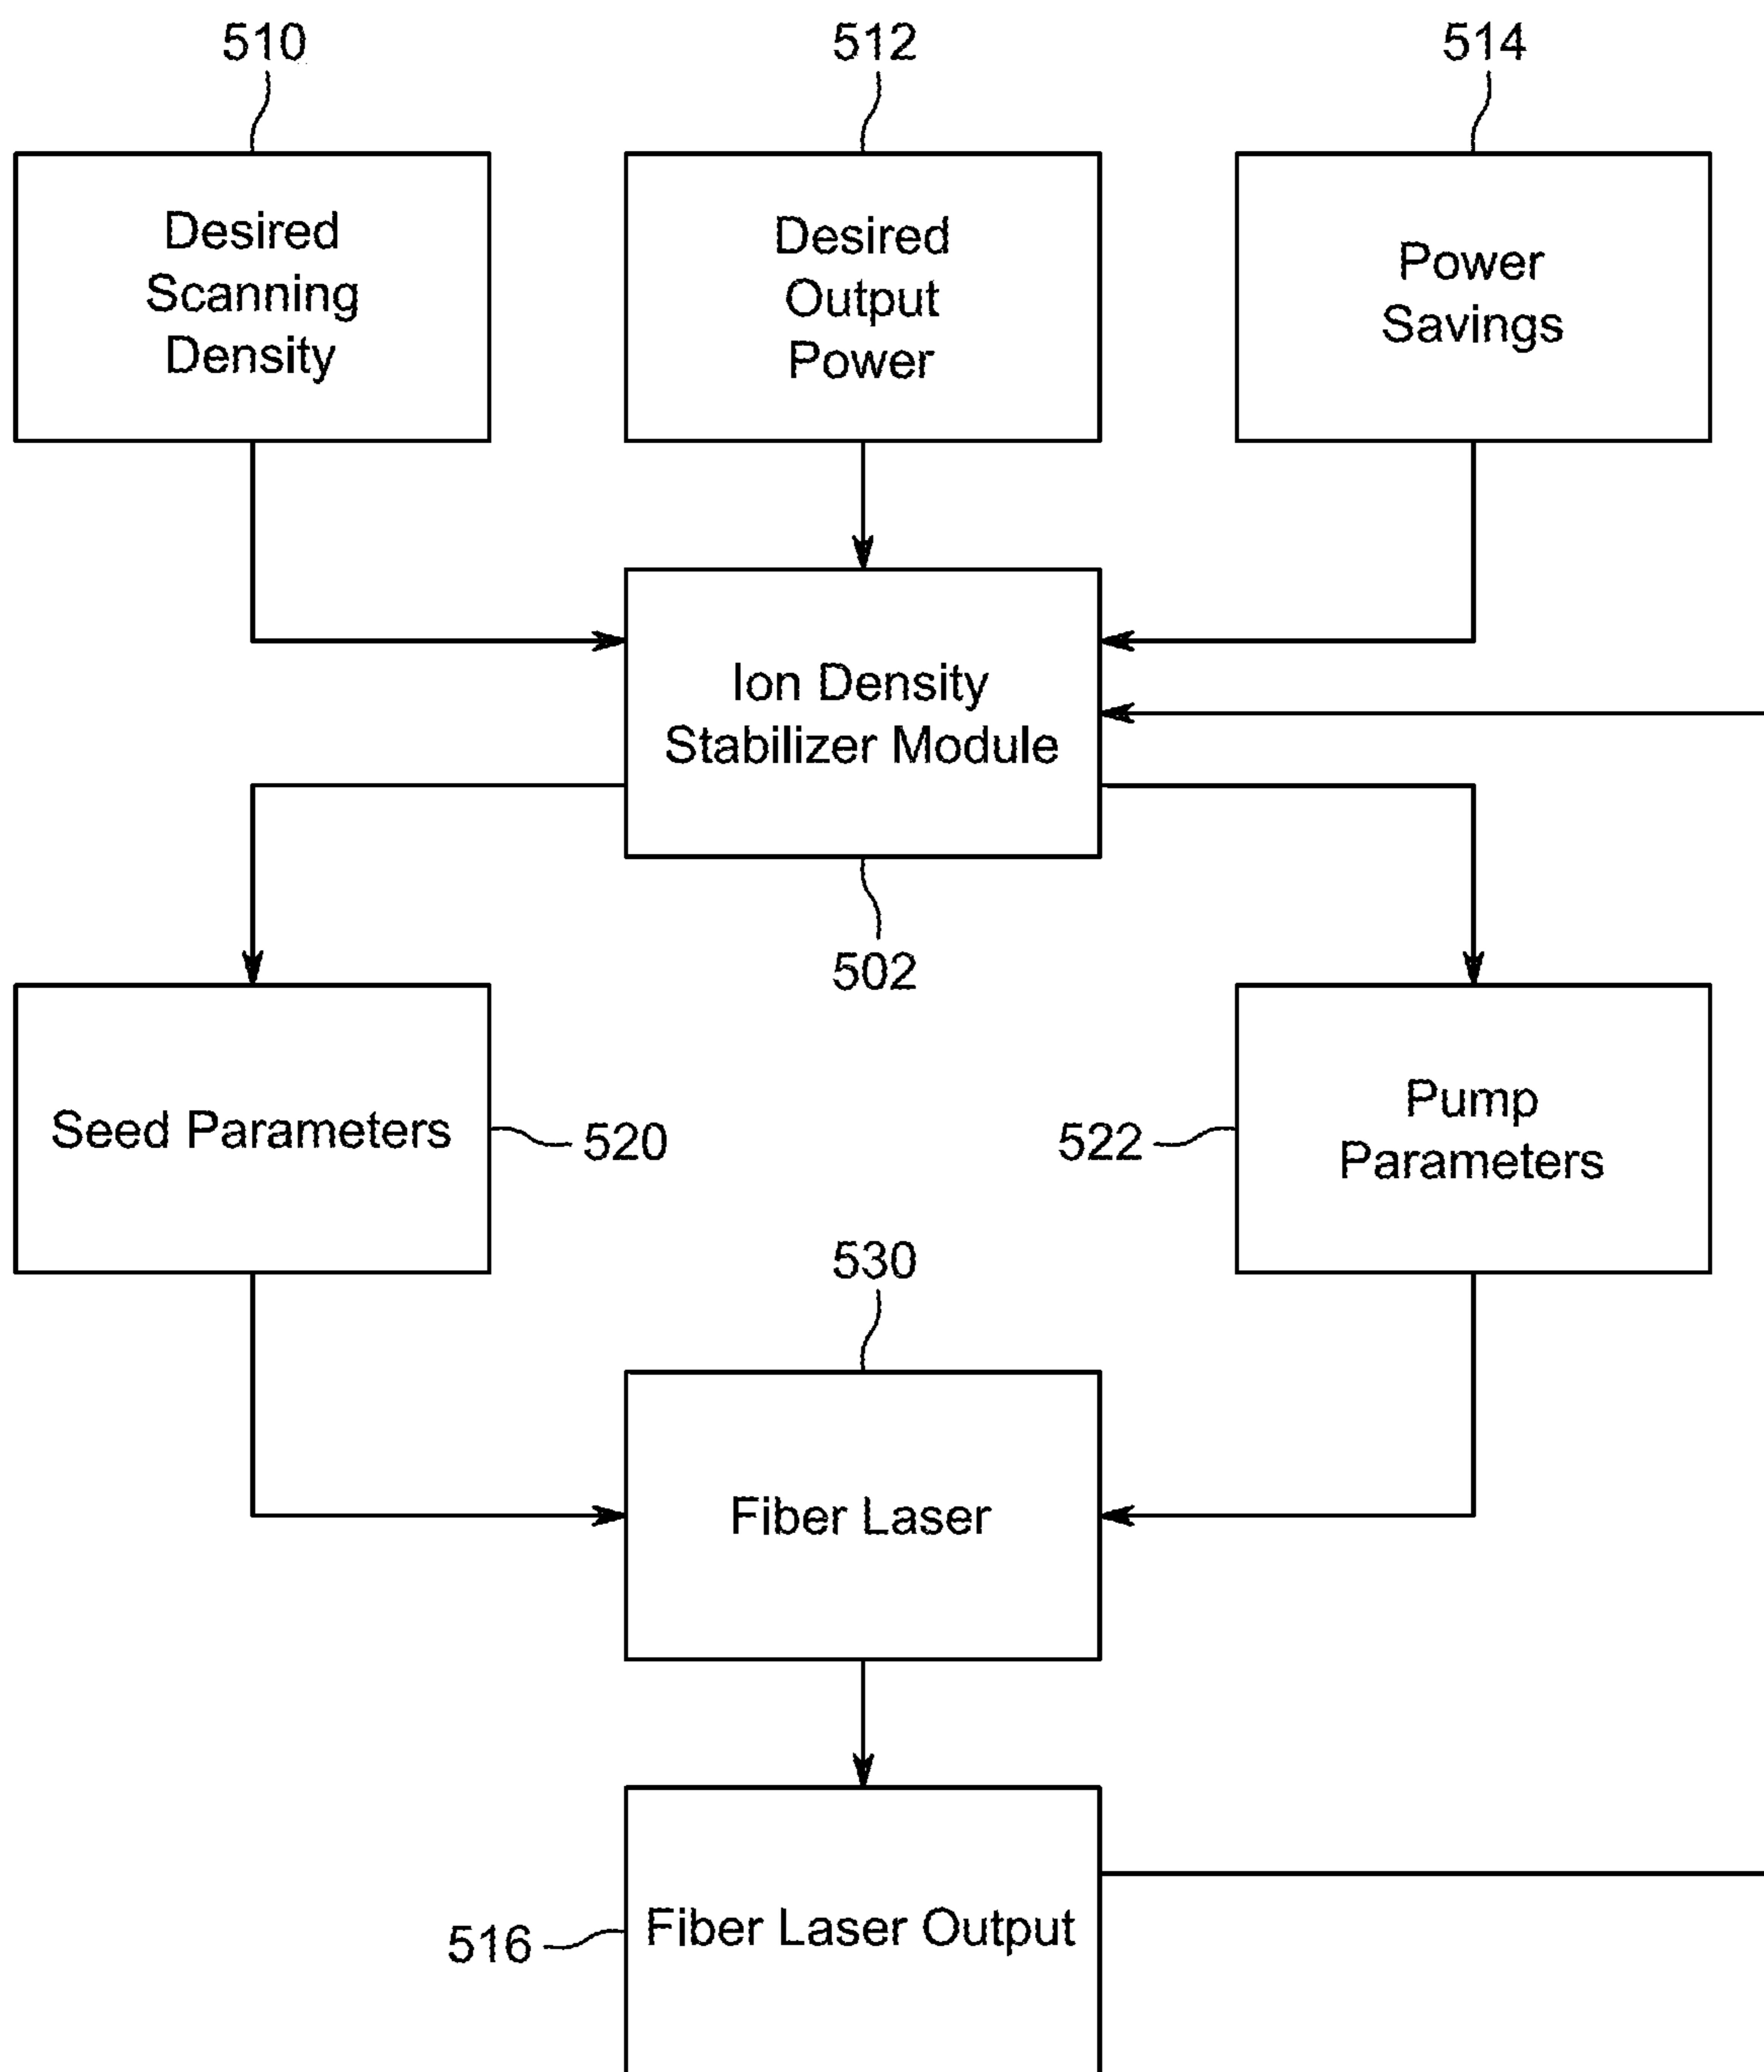 510
512
514
Desired
Scanning
Density
Desired
Output
Power
Power
Savings
Ion Density
Stabilizer Module
502
Seed Parameters
520
522
Pump
Parameters
530
Fiber Laser
516
Fiber Laser Output